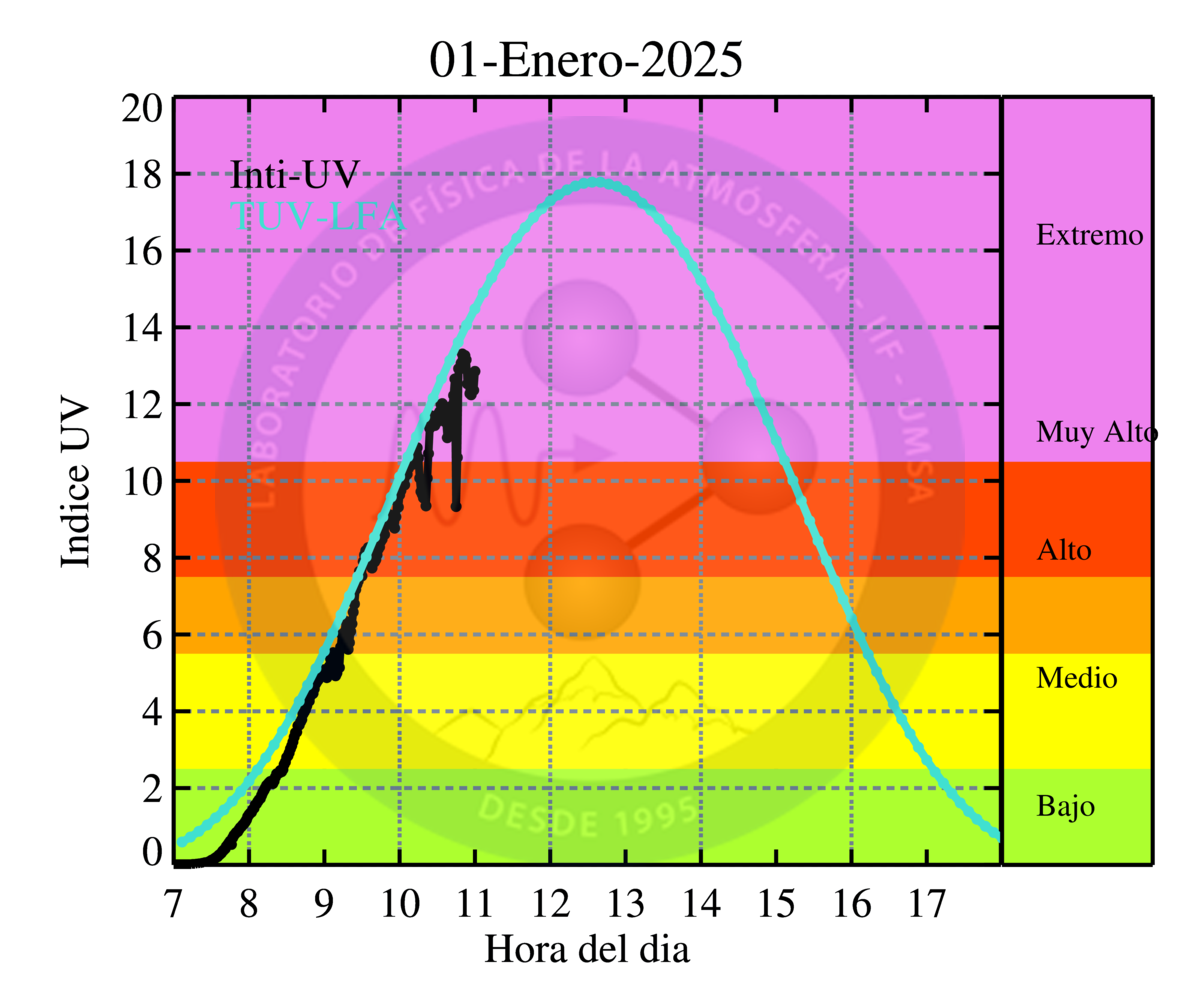 01-Enero-2025
Inti-UV
TUV-LFA
LABORATORIO DE FÍSICA DE LA ATMÓSFERA - IIF - UMSA
DESDE 1995
Indice UV
20
18
16
14
12
10
8
6
4
2
0
Extremo
Muy Alto
Alto
Medio
Bajo
7 8 9 10 11 12 13 14 15 16 17
Hora del dia